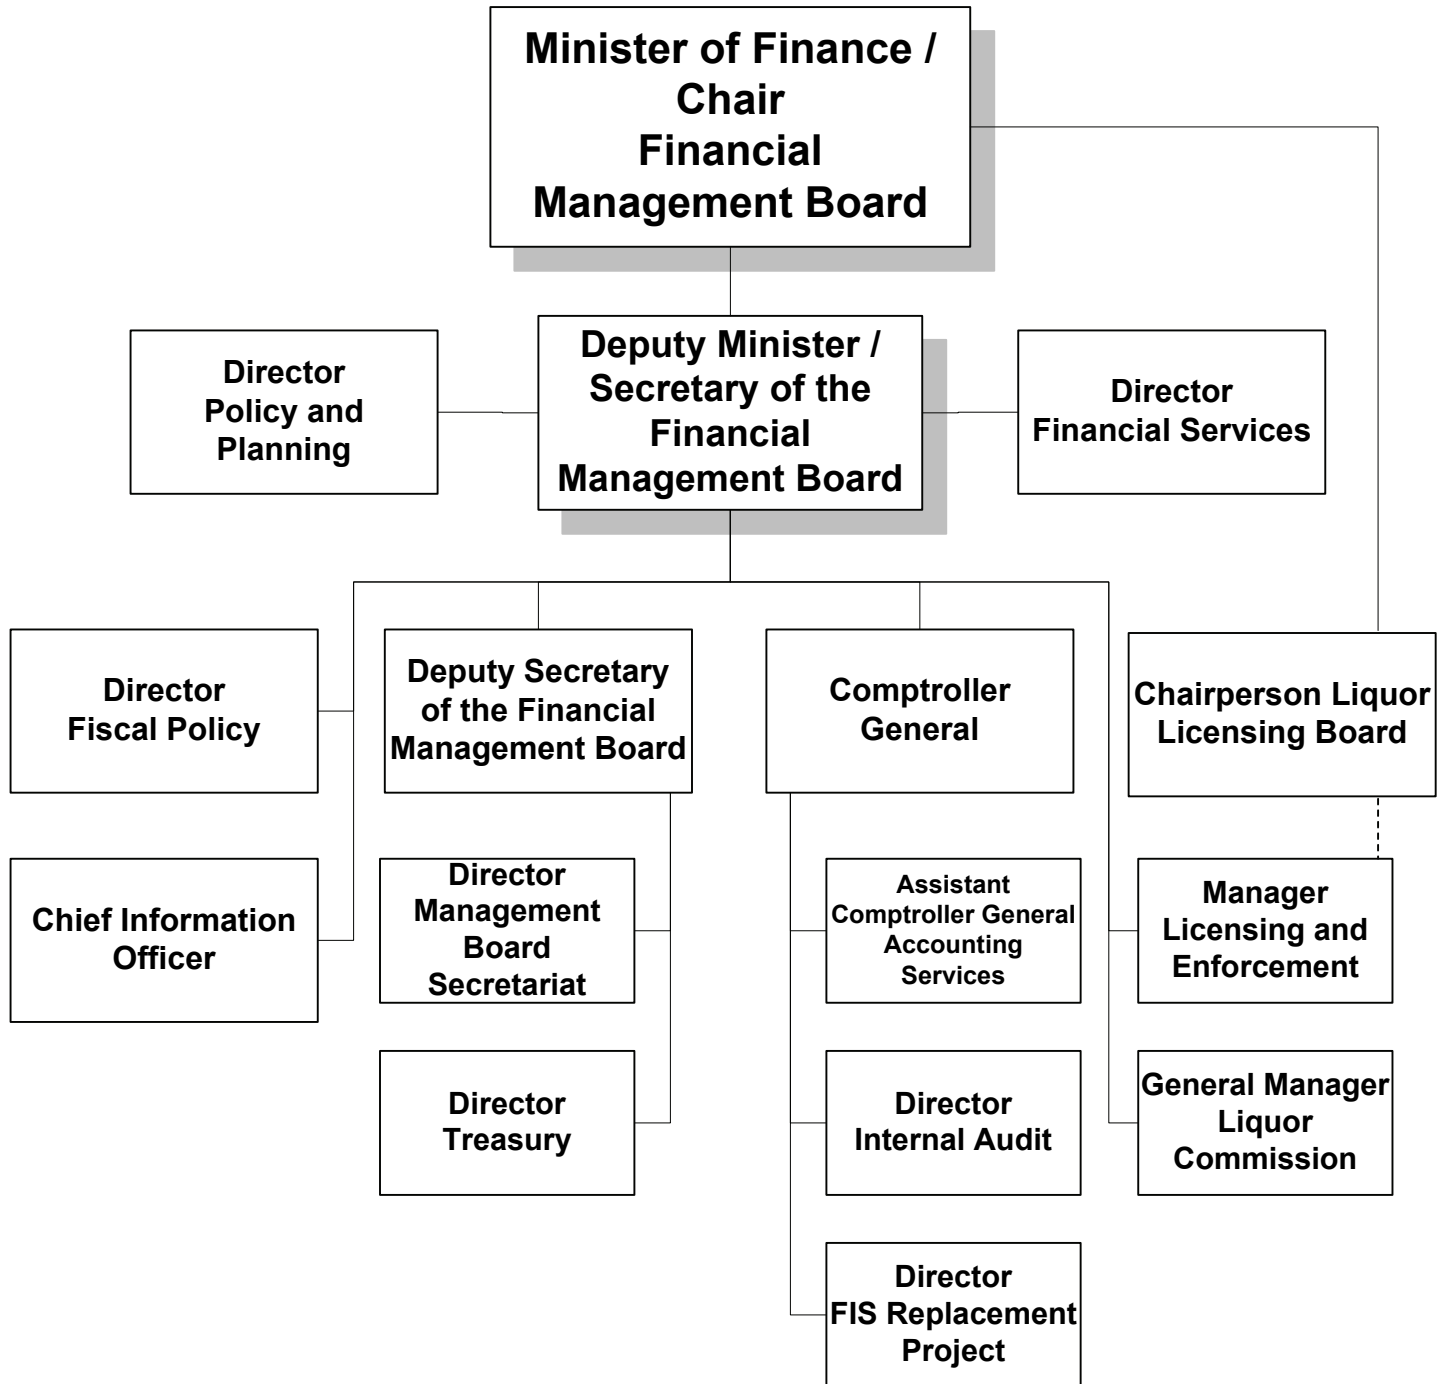 Minister of Finance /
Chair
Financial
Management Board
Director
Policy and
Planning
Deputy Minister /
Secretary of the
Financial
Management Board
Director
Financial Services
Director
Fiscal Policy
Deputy Secretary
of the Financial
Management Board
Comptroller
General
Chairperson Liquor
Licensing Board
Chief Information
Officer
Director
Management
Board
Secretariat
Assistant
Comptroller General
Accounting
Services
Manager
Licensing and
Enforcement
Director
Treasury
Director
Internal Audit
General Manager
Liquor
Commission
Director
FIS Replacement
Project